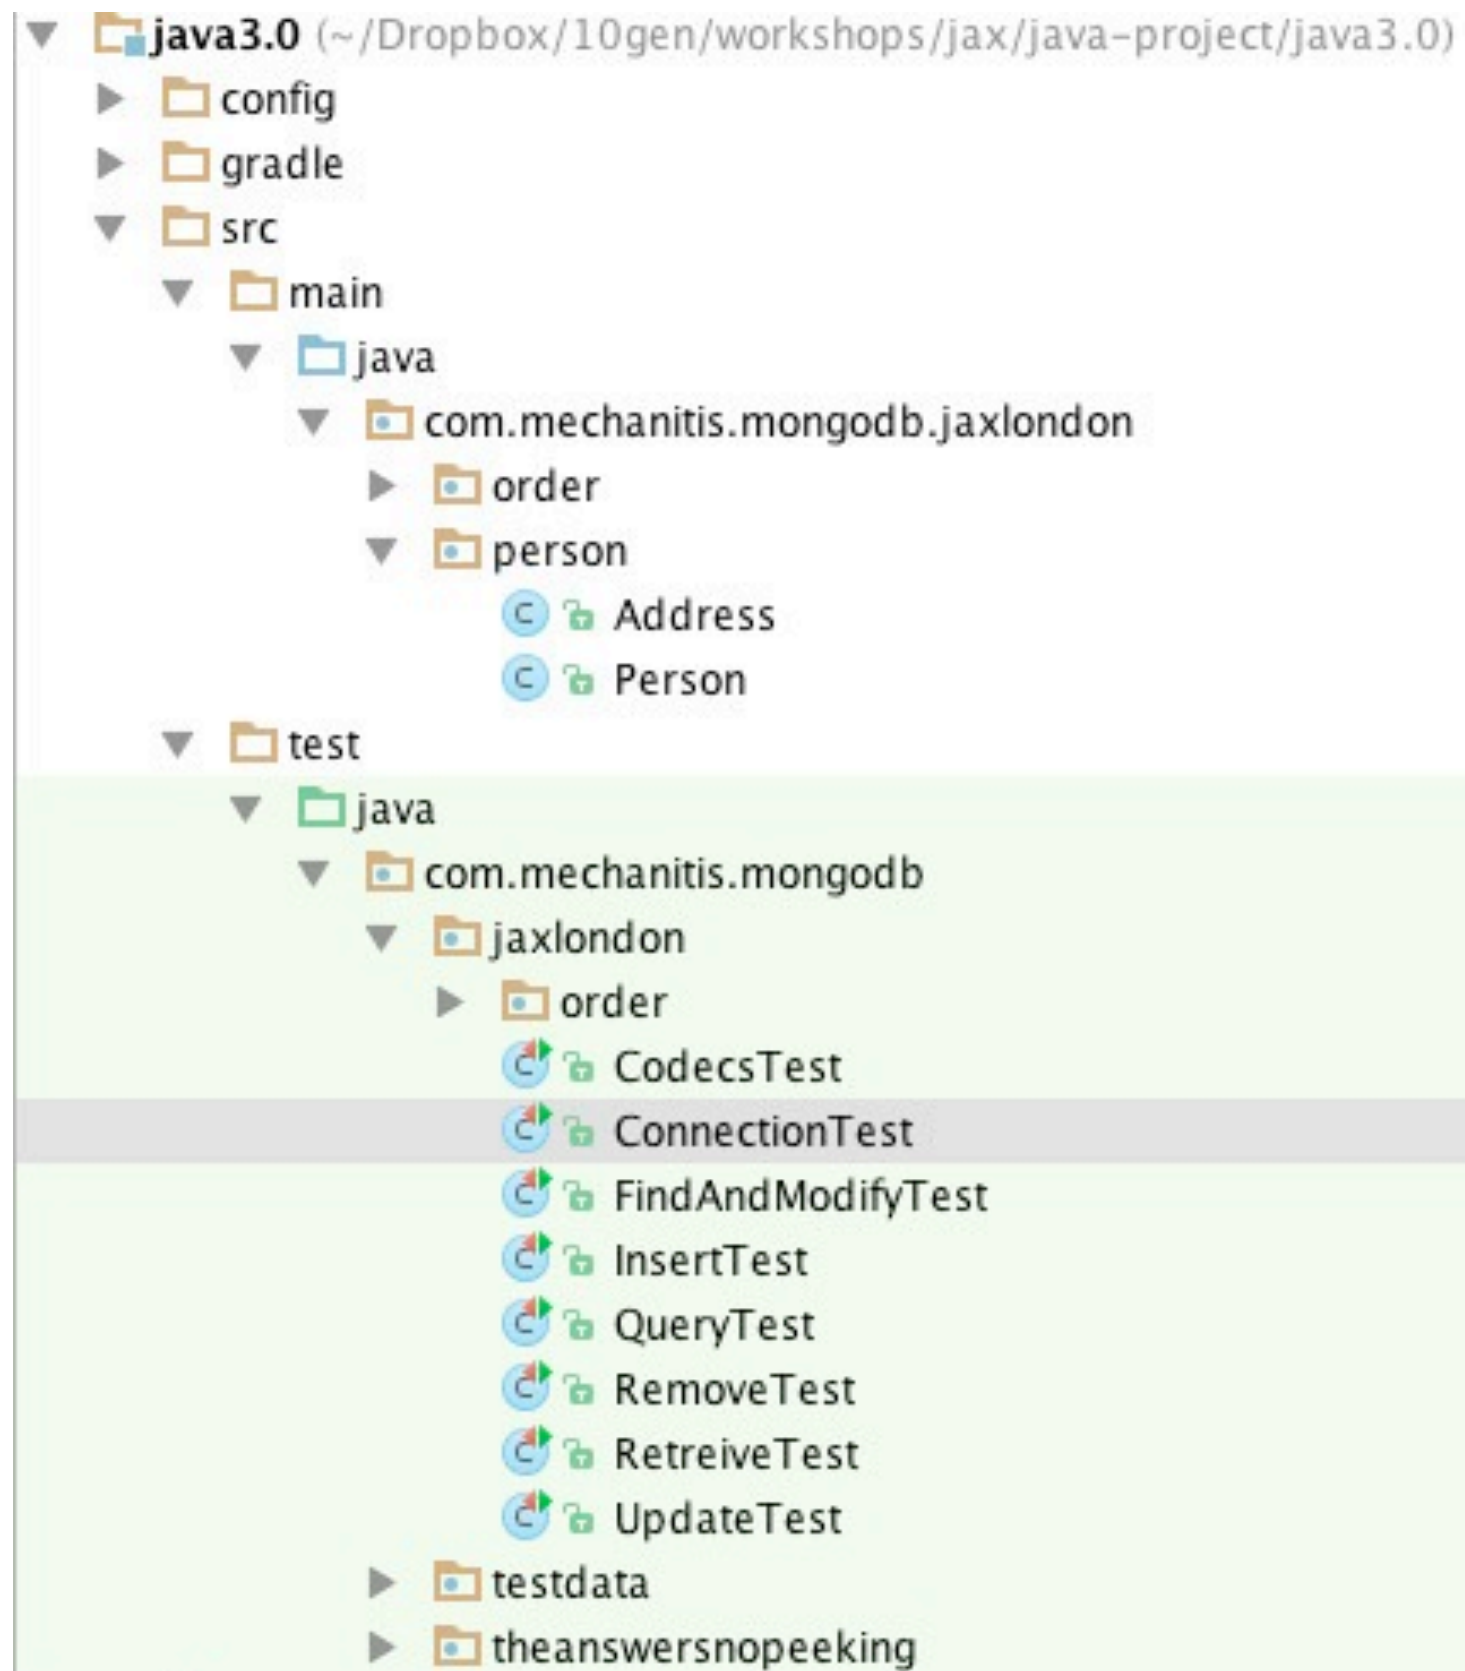 java3.0 (~/Dropbox/10gen/workshops/jax/java-project/java3.0)
config
gradle
src
main
java
com.mechanitis.mongodb.jaxlondon
order
person
C Address
C Person
test
java
com.mechanitis.mongodb
jaxlondon
order
C CodecsTest
C ConnectionTest
C FindAndModifyTest
C InsertTest
C QueryTest
C RemoveTest
C RetreiveTest
C UpdateTest
testdata
theanswersnopeeking